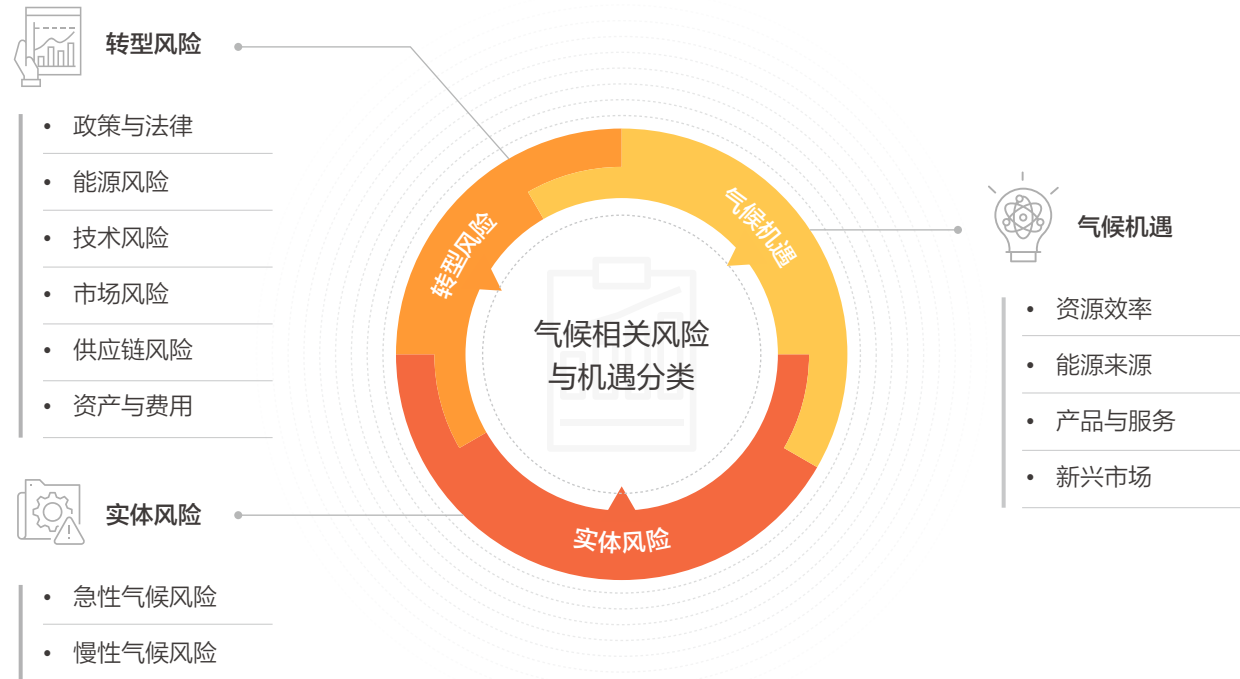 转型风险
• 政策与法律
• 能源风险
• 技术风险
• 市场风险
• 供应链风险
• 资产与费用
实体风险
• 急性气候风险
• 慢性气候风险
转型风险
气候机遇
实体风险
气候相关风险
与机遇分类
气候机遇
• 资源效率
• 能源来源
• 产品与服务
• 新兴市场